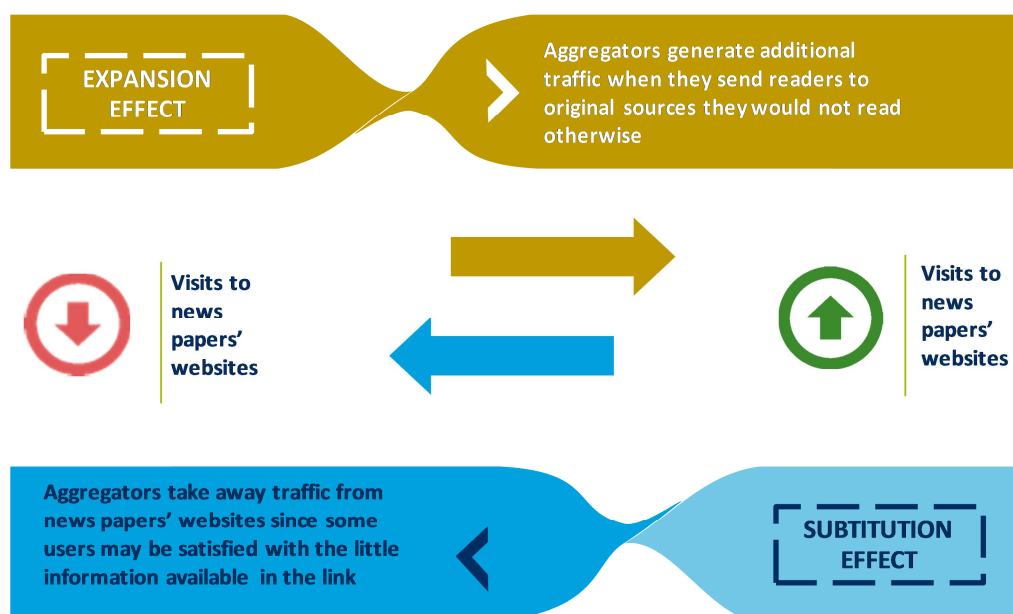 EXPANSION
EFFECT
Aggregators generate additional
traffic when they send readers to
original sources they would not read
otherwise
Visits to
news
papers’
websites
Visits to
news
papers’
websites
Aggregators take away traffic from
news papers’ websites since some
users may be satisfied with the little
information available in the link
SUBTITUTION
EFFECT